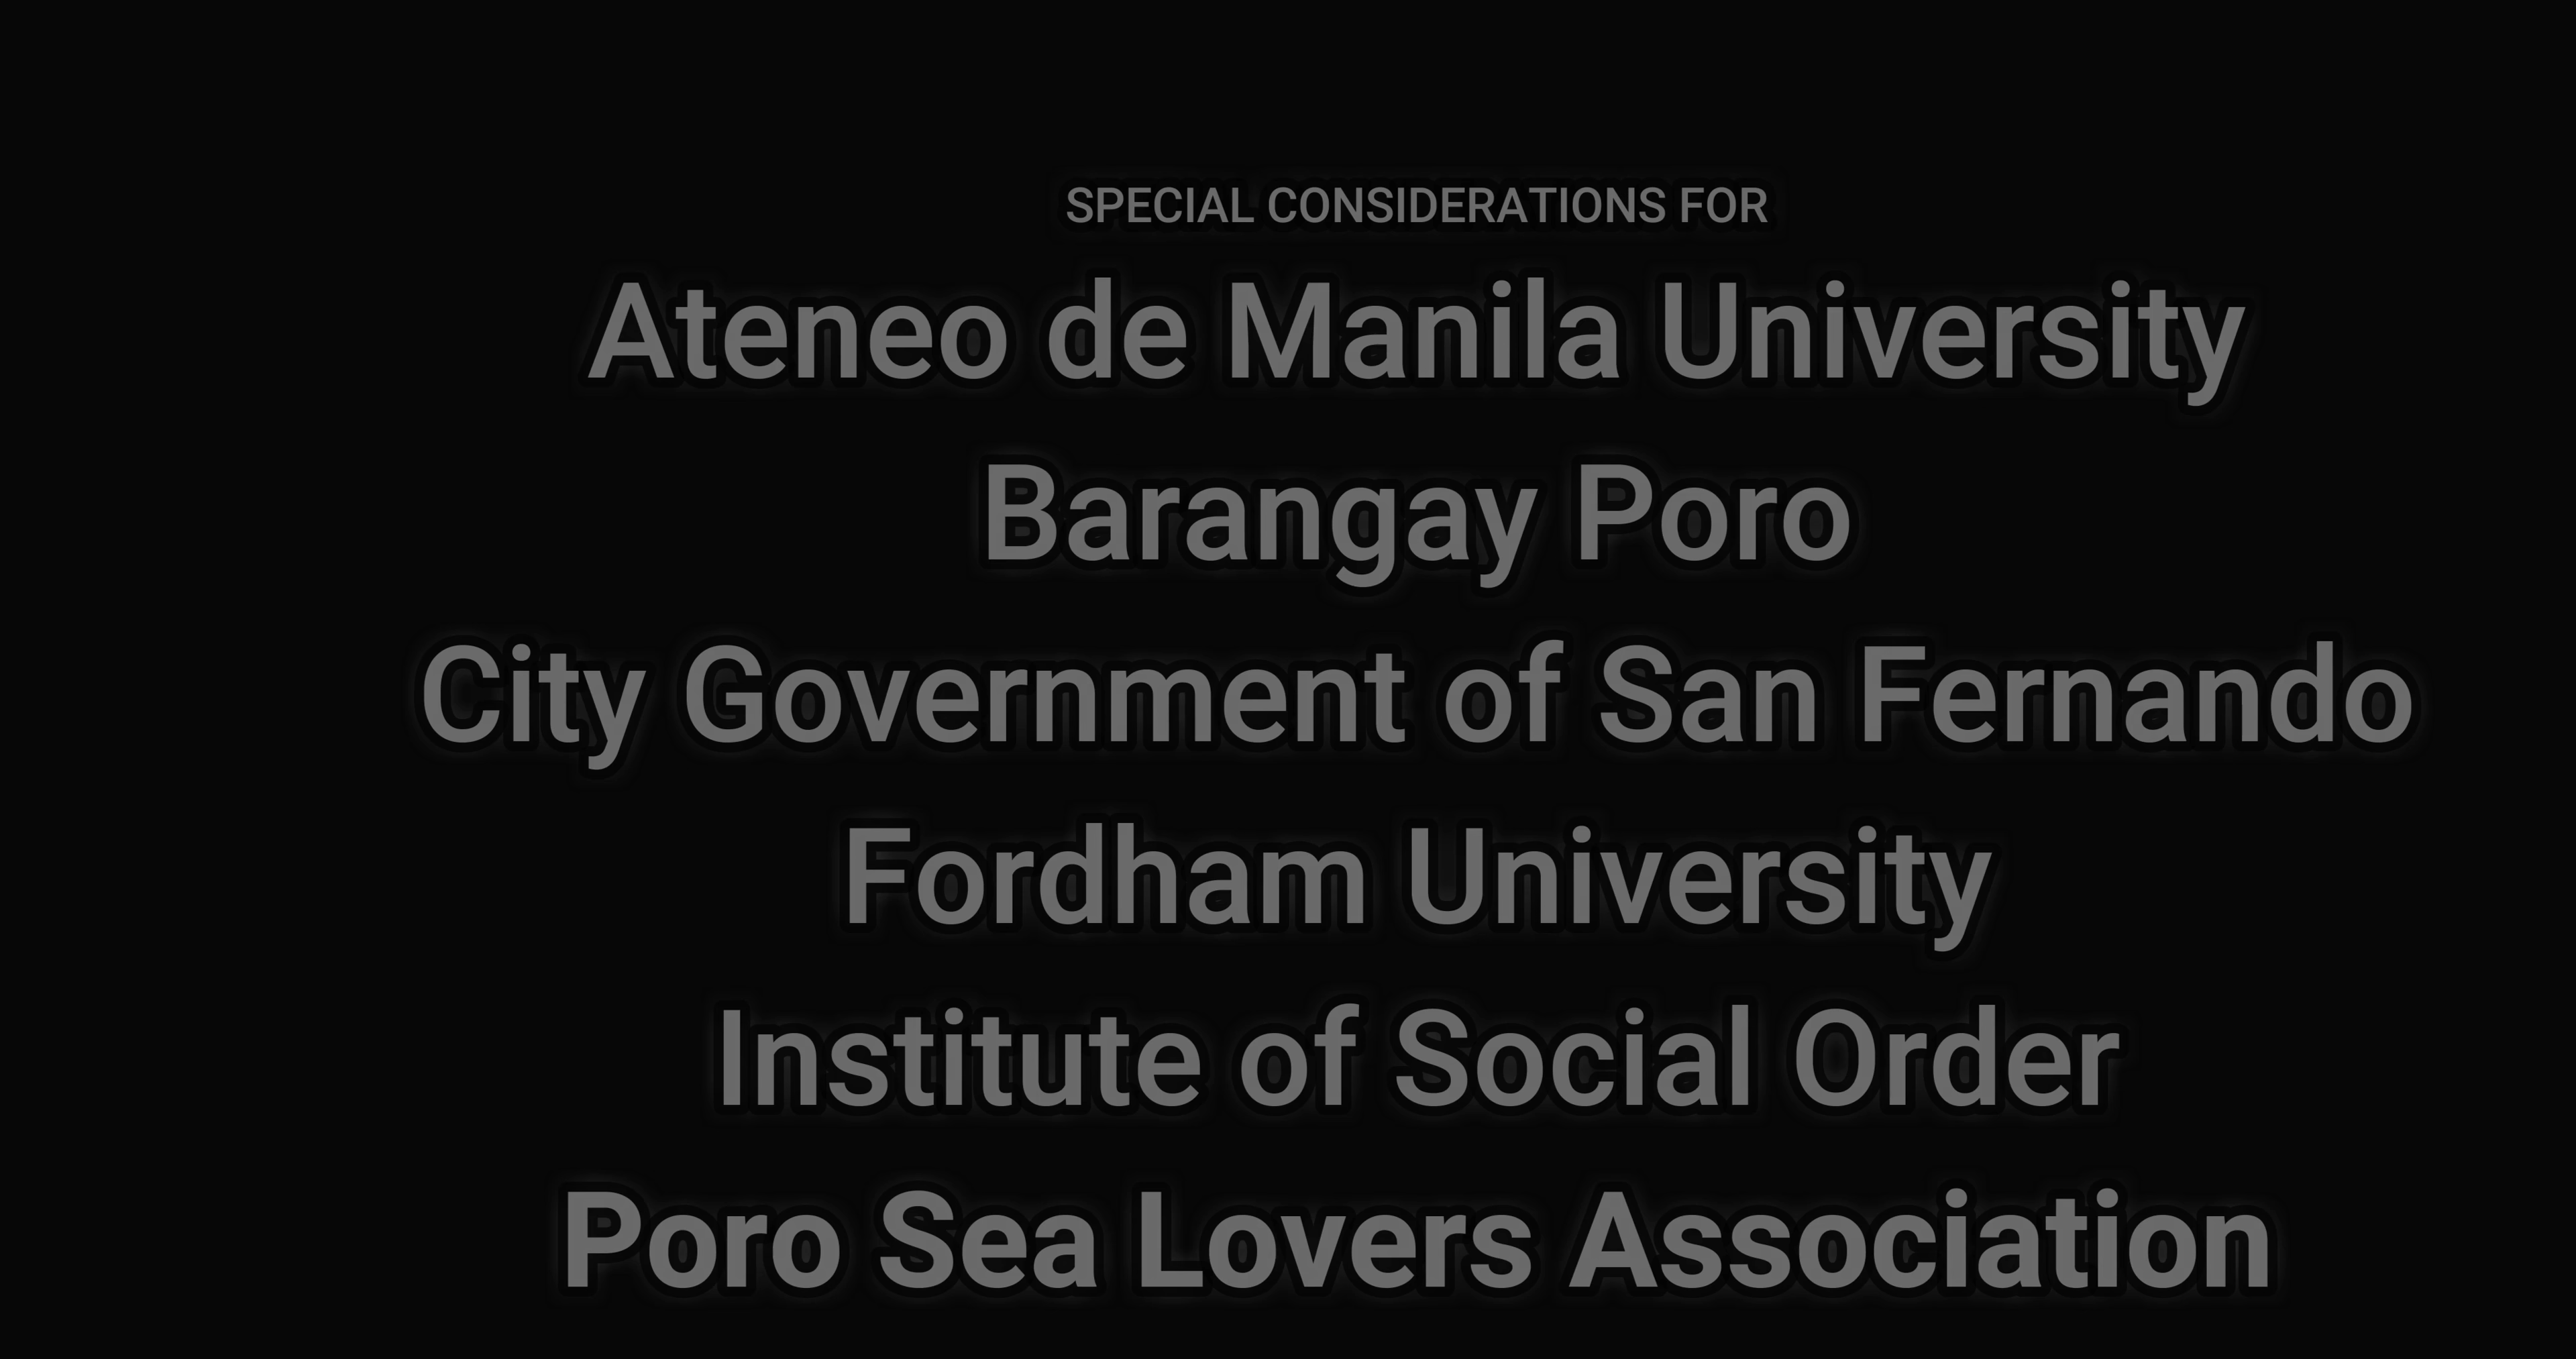 SPECIAL CONSIDERATIONS FOR
Ateneo de Manila University
Barangay Poro
City Government of San Fernando
Fordham University
Institute of Social Order
Poro Sea Lovers Association